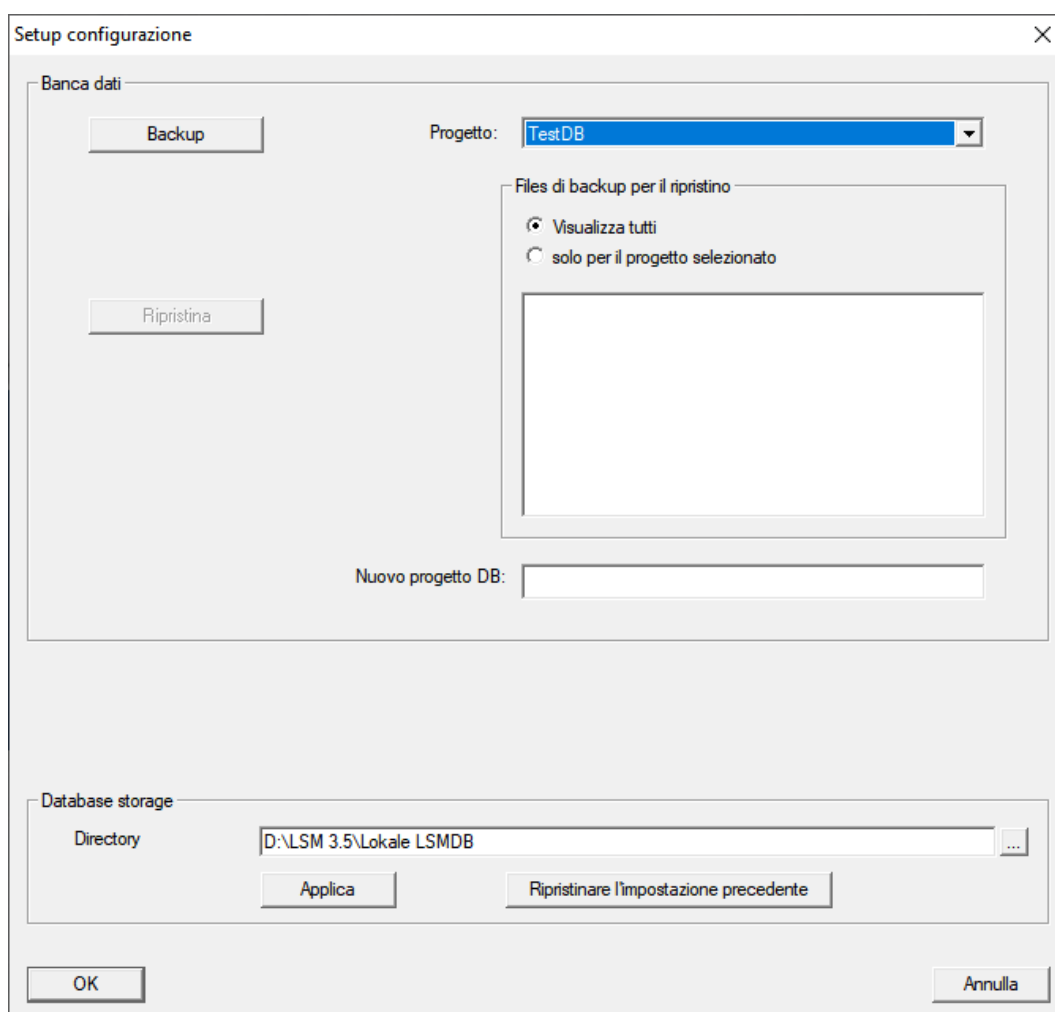 Setup configurazione
Banca dati
Backup
Progetto:
TestDB
Files di backup per il ripristino
Visualizza tutti
solo per il progetto selezionato
Ripristina
Nuovo progetto DB:
Database storage
Directory
D:\LSM 3.5\Lokale LSMDB
...
Applica
Ripristinare l'impostazione precedente
OK
Annulla